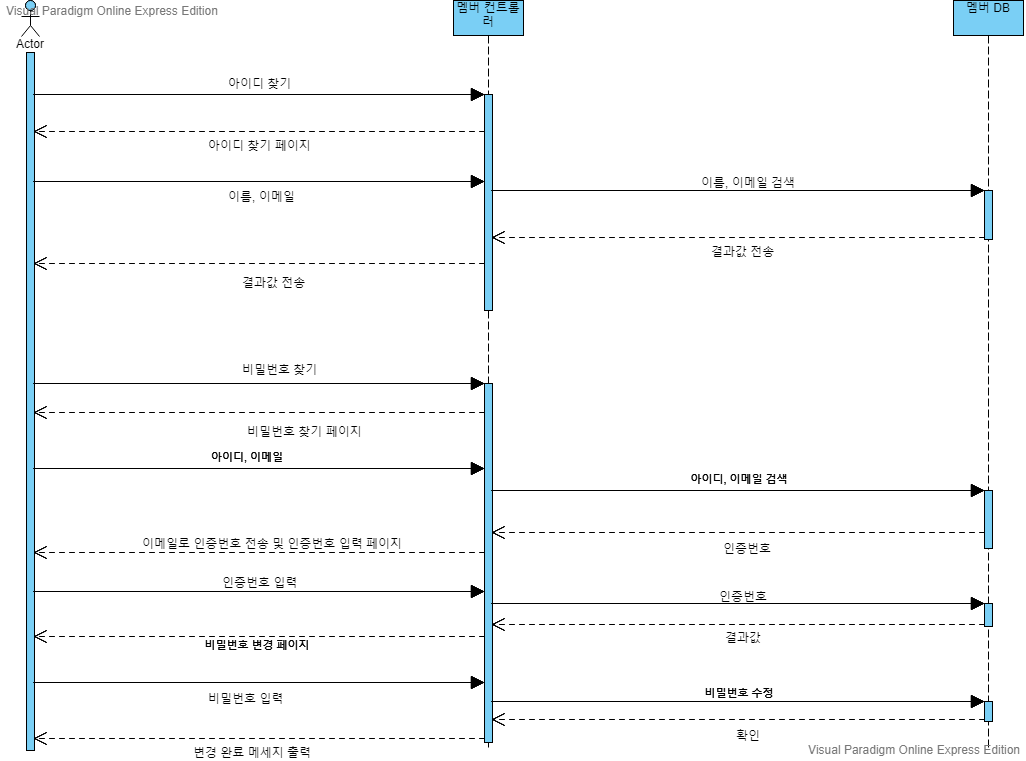 Visual Paradigm Online Express Edition
멤버 컨트롤
러
멤버 DB
Actor
아이디 찾기
아이디 찾기 페이지
이름, 이메일
이름, 이메일 검색
결과값 전송
결과값 전송
비밀번호 찾기
비밀번호 찾기 페이지
아이디, 이메일
아이디, 이메일 검색
이메일로 인증번호 전송 및 인증번호 입력 페이지
인증번호
인증번호 입력
인증번호
결과값
비밀번호 변경 페이지
비밀번호 입력
비밀번호 수정
확인
변경 완료 메세지 출력
Visual Paradigm Online Express Edition